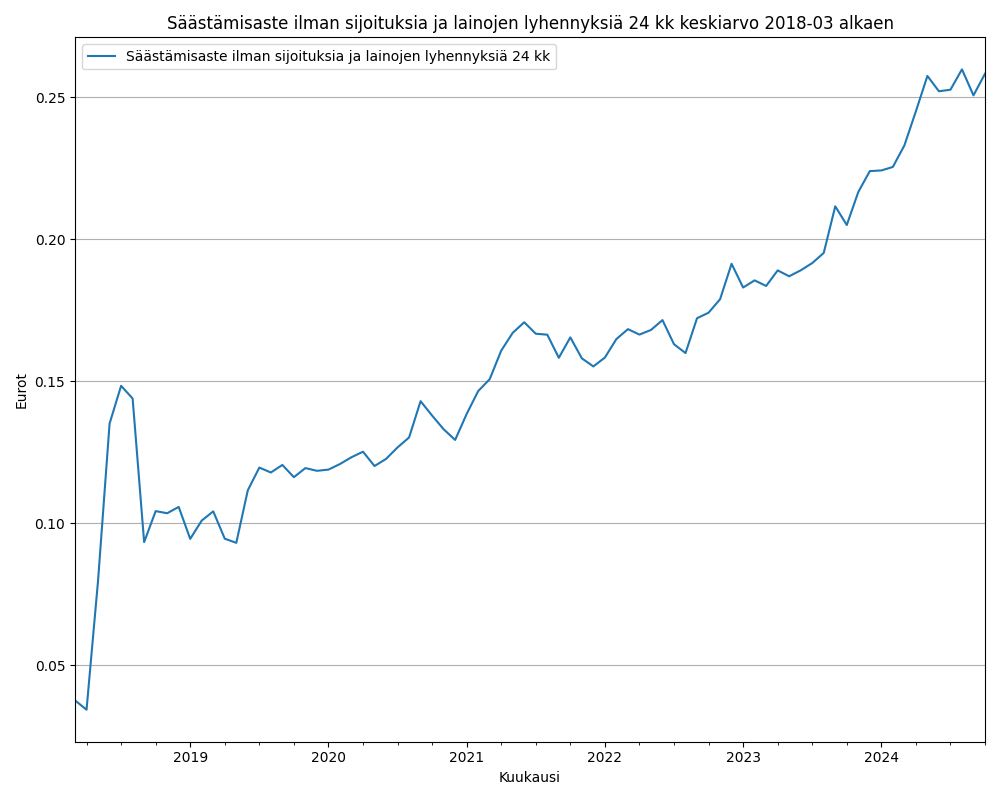 Säästämisaste ilman sijoituksia ja lainojen lyhennyksiä 24 kk keskiarvo 2018-03 alkaen
Säästämisaste ilman sijoituksia ja lainojen lyhennyksiä 24 kk
0.25
0.20
0.15
0.10
0.05
Eurot
2019 2020 2021 2022 2023 2024
Kuukausi